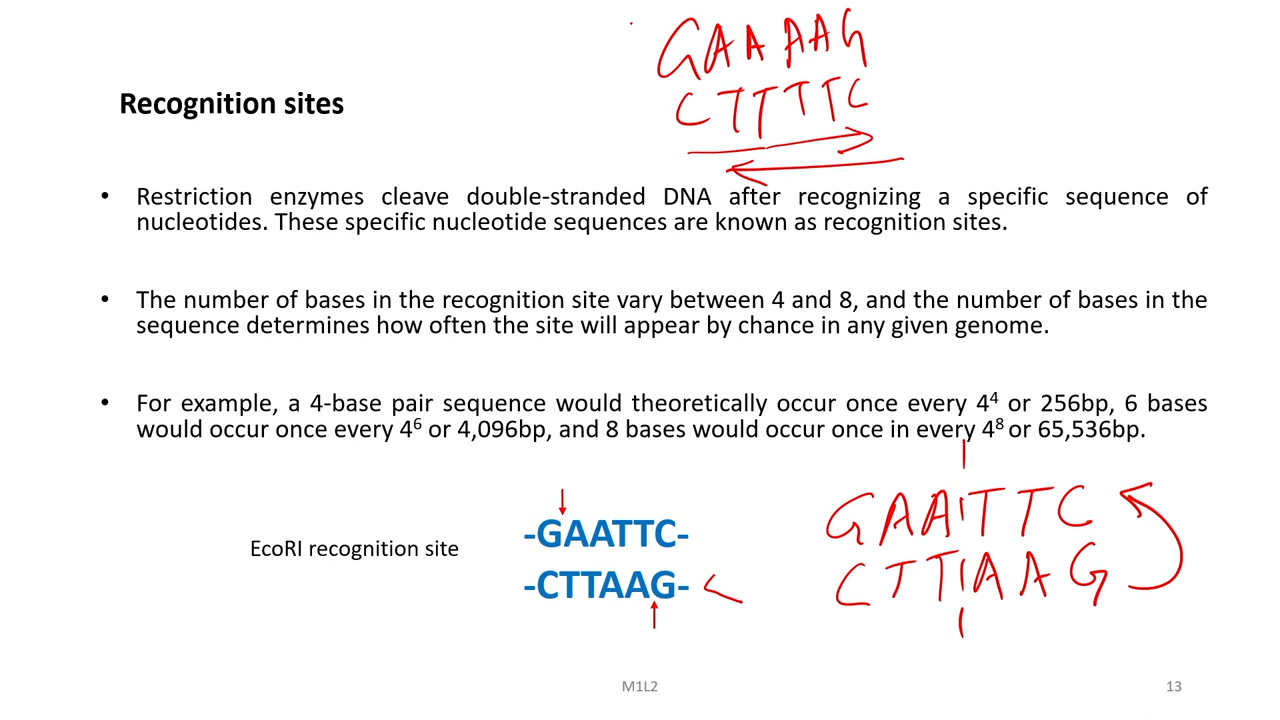 GAAAAG
CTTTTC
Recognition sites
• Restriction enzymes cleave double-stranded DNA after recognizing a specific sequence of
nucleotides. These specific nucleotide sequences are known as recognition sites.
• The number of bases in the recognition site vary between 4 and 8, and the number of bases in the
sequence determines how often the site will appear by chance in any given genome.
• For example, a 4-base pair sequence would theoretically occur once every 4⁴ or 256bp, 6 bases
would occur once every 4⁶ or 4,096bp, and 8 bases would occur once in every 4⁸ or 65,536bp.
EcoRI recognition site
-GAATTC-
-CTTAAG-
GAATTC
CTTAAG
M1L2
13